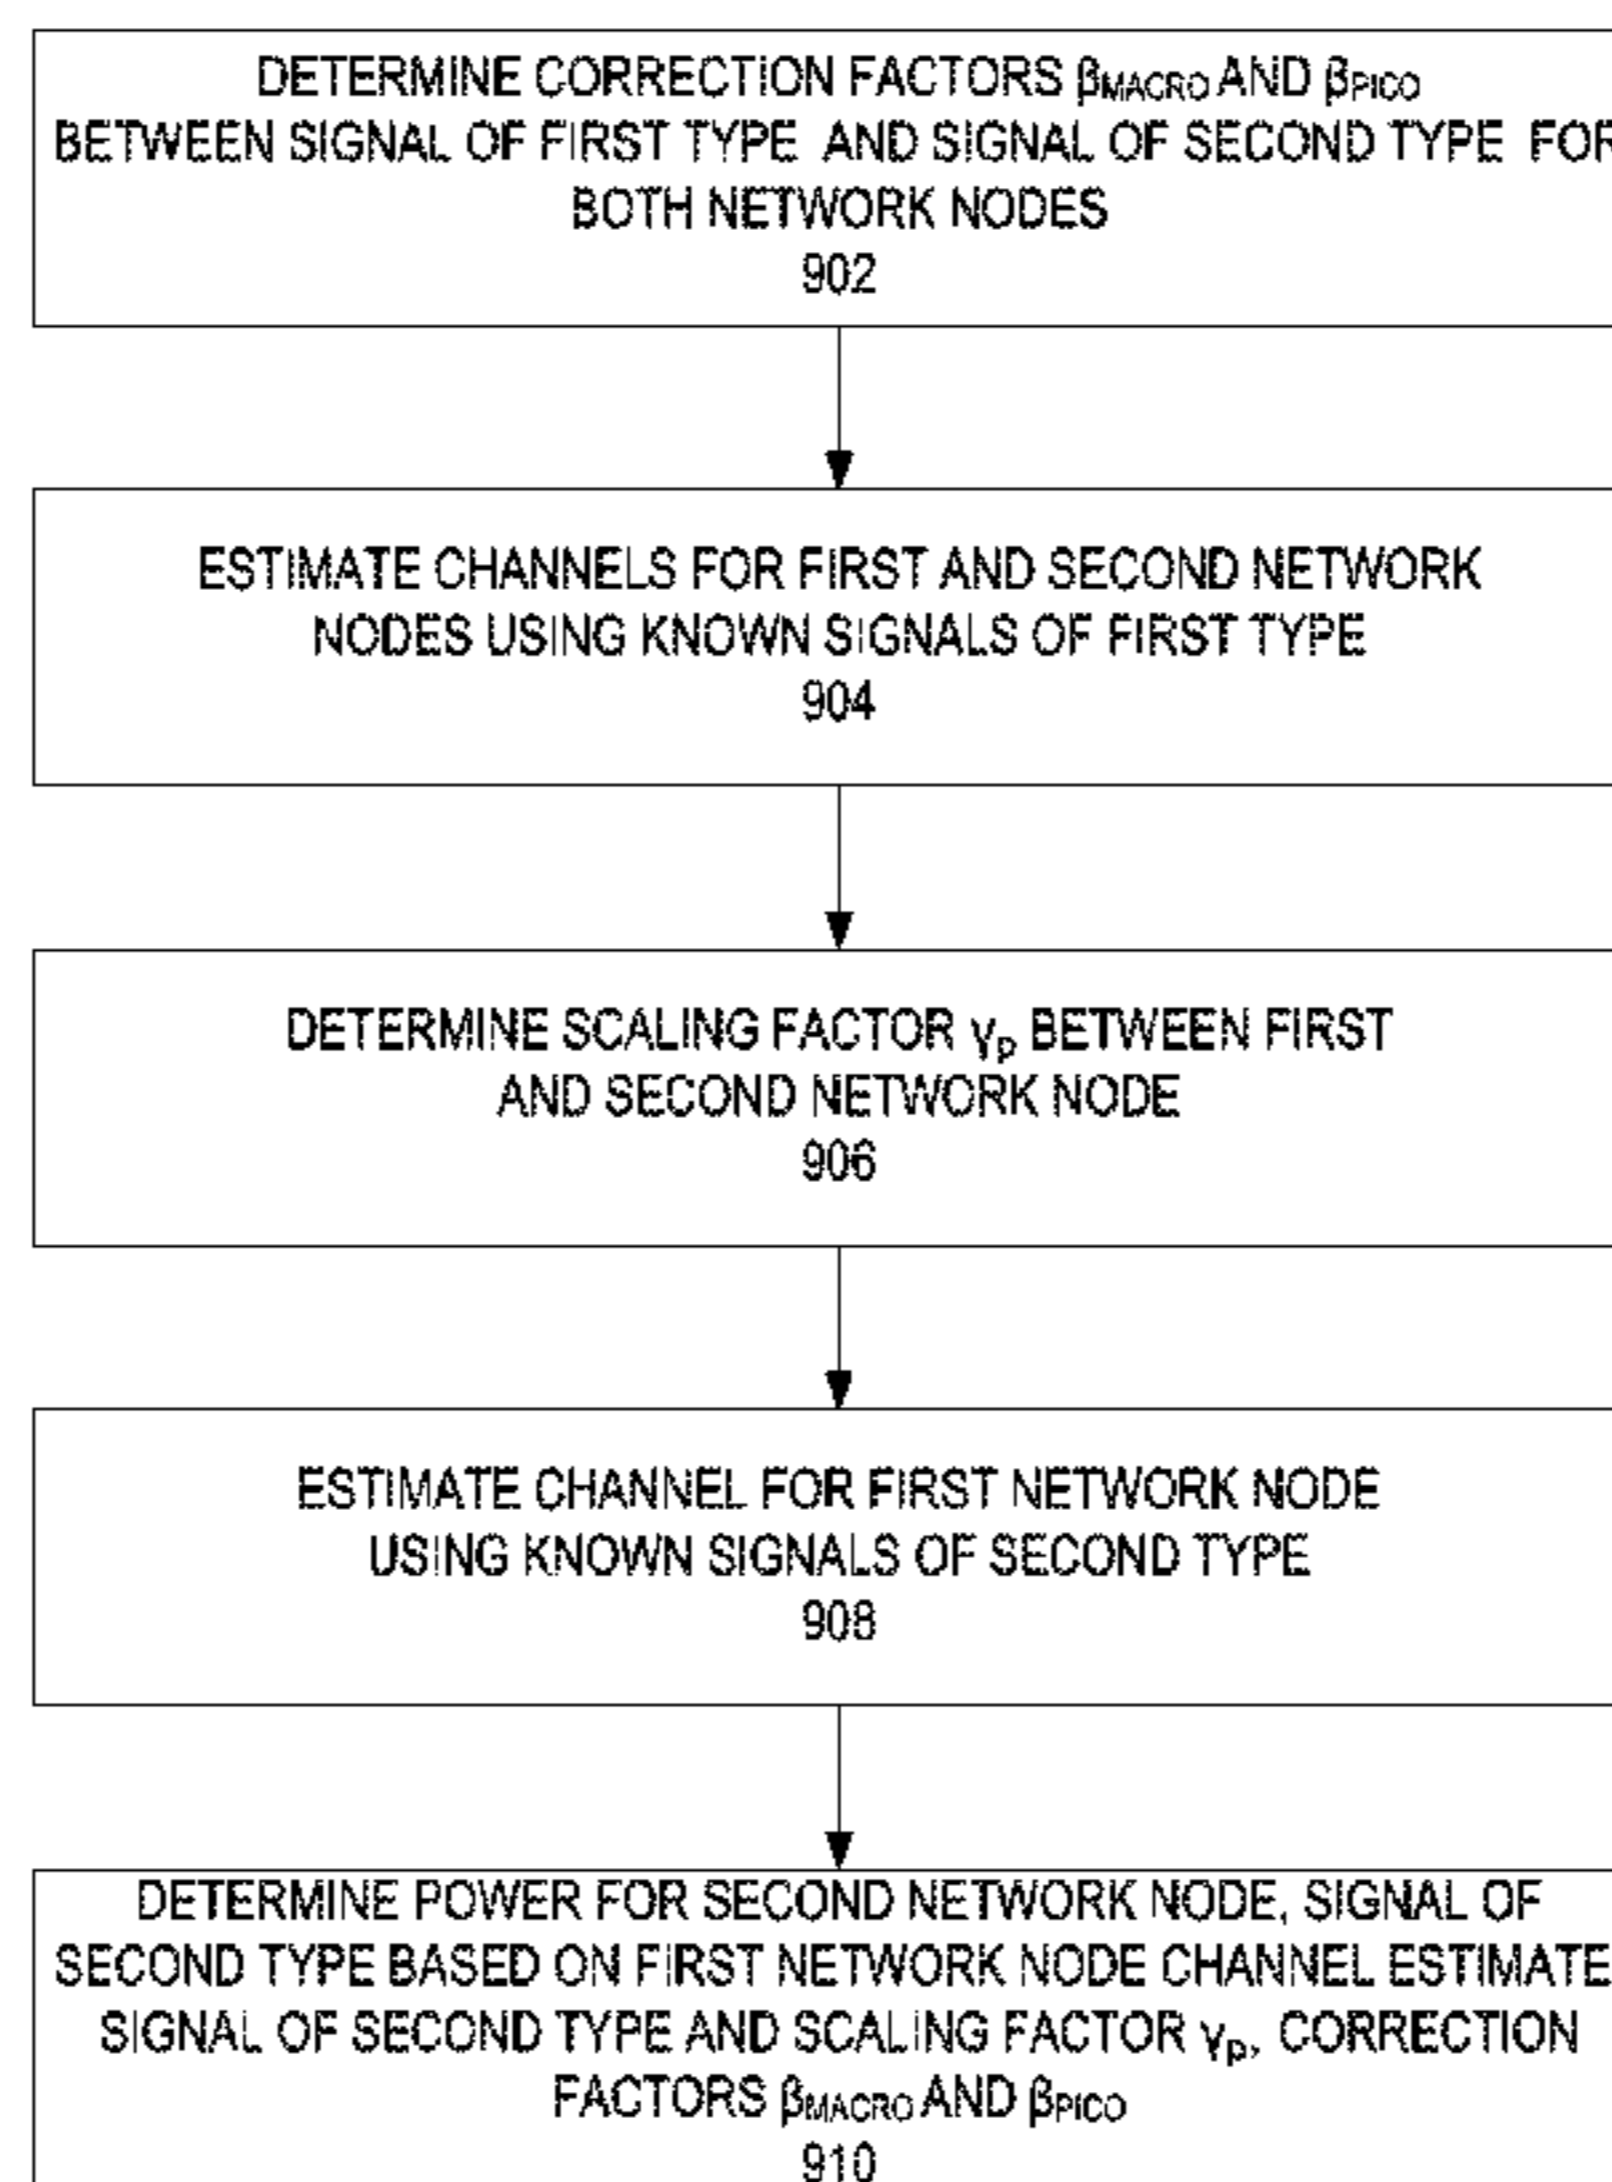 DETERMINE CORRECTION FACTORS βMACRO AND βPICO
BETWEEN SIGNAL OF FIRST TYPE AND SIGNAL OF SECOND TYPE FOR
BOTH NETWORK NODES
902
ESTIMATE CHANNELS FOR FIRST AND SECOND NETWORK
NODES USING KNOWN SIGNALS OF FIRST TYPE
904
DETERMINE SCALING FACTOR γp BETWEEN FIRST
AND SECOND NETWORK NODE
906
ESTIMATE CHANNEL FOR FIRST NETWORK NODE
USING KNOWN SIGNALS OF SECOND TYPE
908
DETERMINE POWER FOR SECOND NETWORK NODE, SIGNAL OF
SECOND TYPE BASED ON FIRST NETWORK NODE CHANNEL ESTIMATE
SIGNAL OF SECOND TYPE AND SCALING FACTOR γp, CORRECTION
FACTORS βMACRO AND βPICO
910